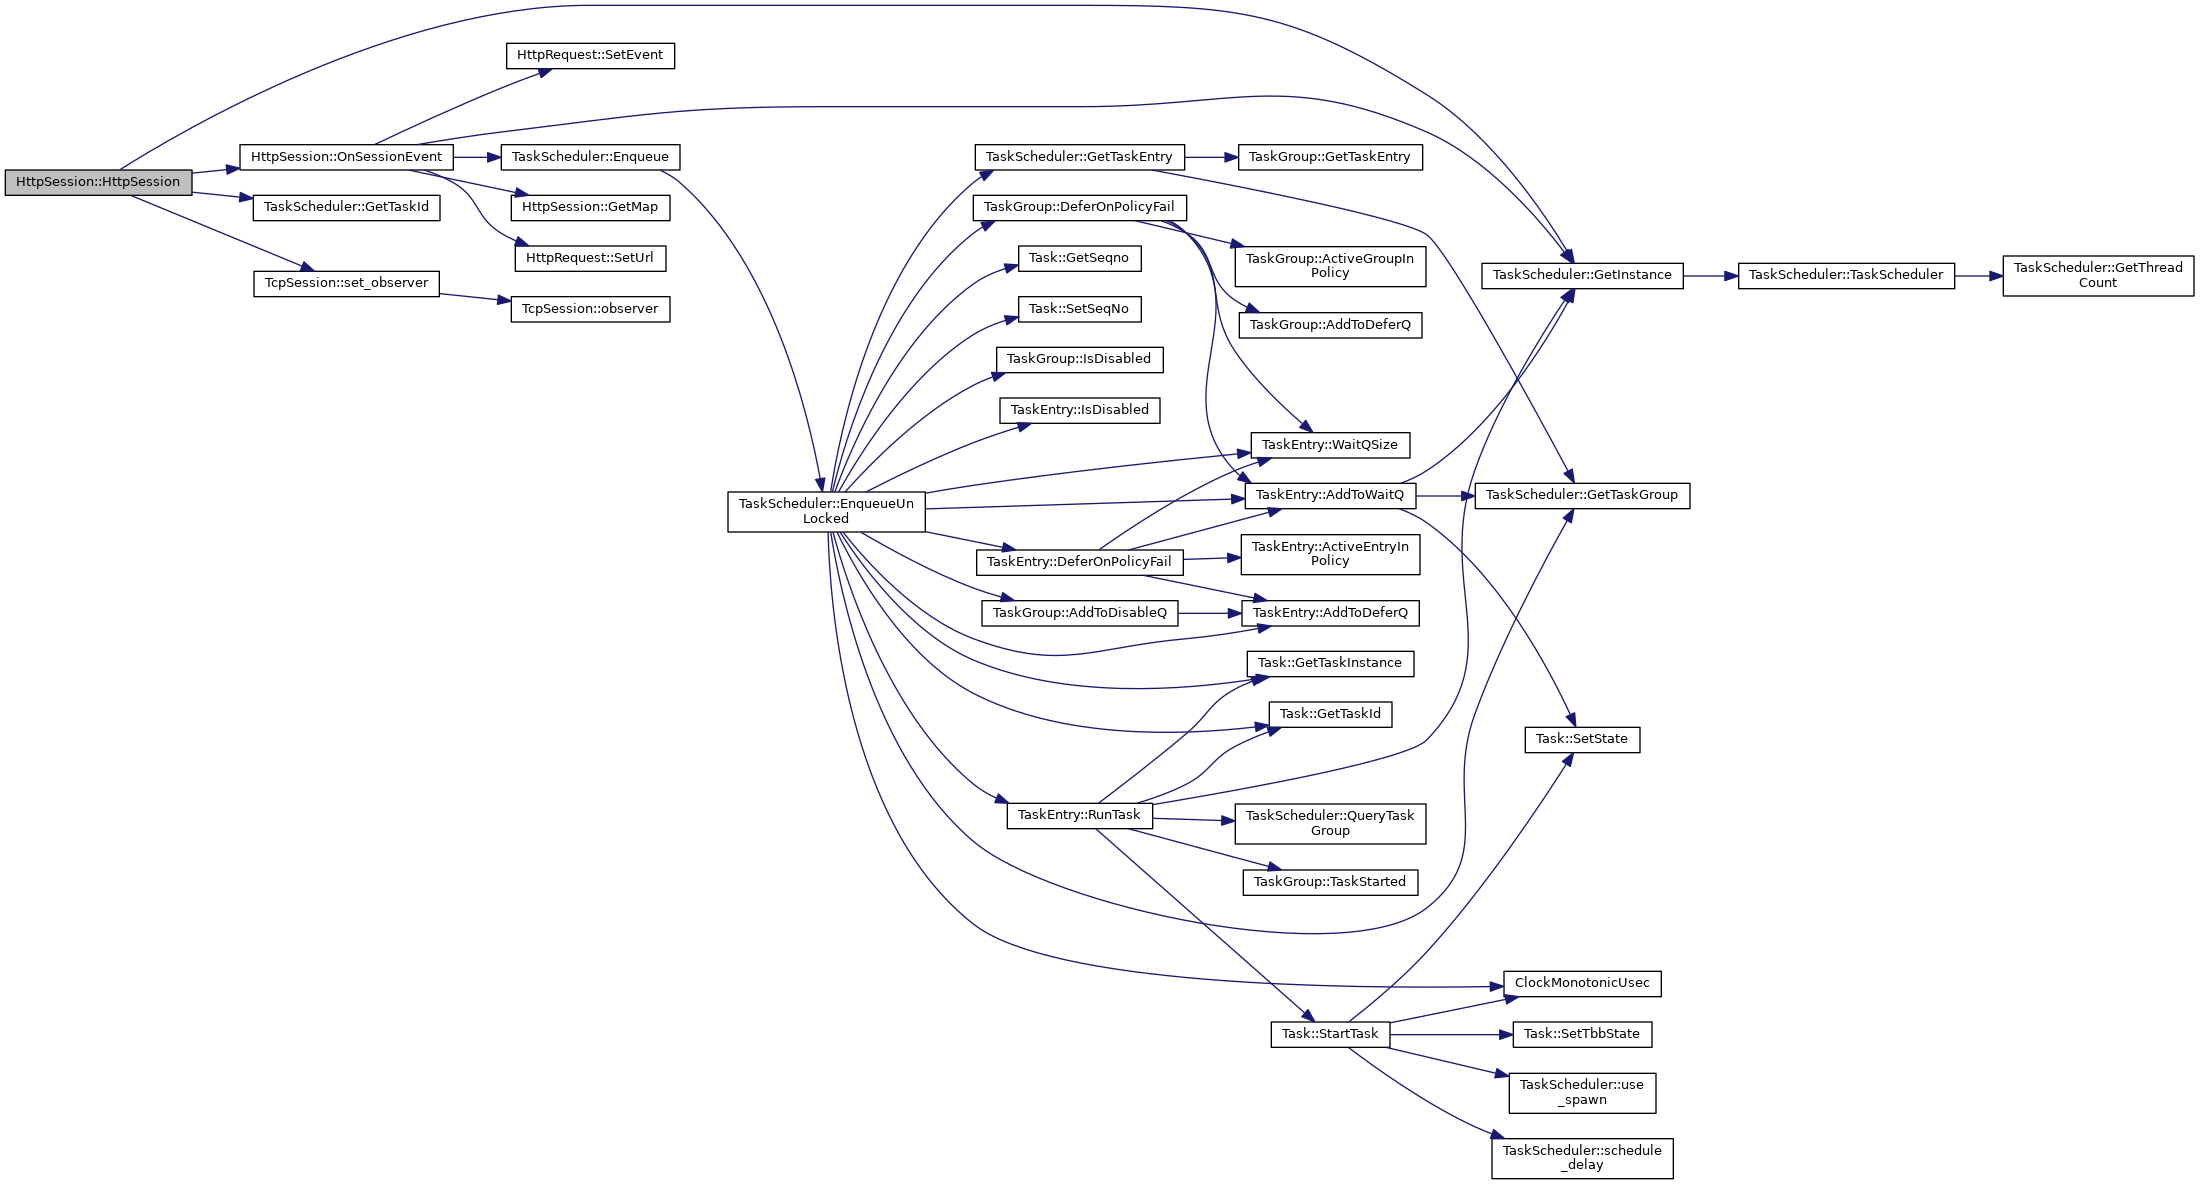 HttpSession::HttpSession
HttpSession::OnSessionEvent
TaskScheduler::GetTaskId
TcpSession::set_observer
HttpRequest::SetEvent
TaskScheduler::Enqueue
HttpSession::GetMap
HttpRequest::SetUrl
TcpSession::observer
TaskScheduler::EnqueueUn
Locked
TaskScheduler::GetTaskEntry
TaskGroup::DeferOnPolicyFail
Task::GetSeqno
Task::SetSeqNo
TaskGroup::IsDisabled
TaskEntry::IsDisabled
TaskEntry::DeferOnPolicyFail
TaskGroup::AddToDisableQ
TaskEntry::RunTask
TaskGroup::GetTaskEntry
TaskGroup::ActiveGroupIn
Policy
TaskGroup::AddToDeferQ
TaskEntry::WaitQSize
TaskEntry::AddToWaitQ
TaskEntry::ActiveEntryIn
Policy
TaskEntry::AddToDeferQ
Task::GetTaskInstance
Task::GetTaskId
TaskScheduler::QueryTask
Group
TaskGroup::TaskStarted
Task::StartTask
TaskScheduler::GetInstance
TaskScheduler::GetTaskGroup
Task::SetState
ClockMonotonicUsec
Task::SetTbbState
TaskScheduler::use
_spawn
TaskScheduler::schedule
_delay
TaskScheduler::TaskScheduler
TaskScheduler::GetThread
Count